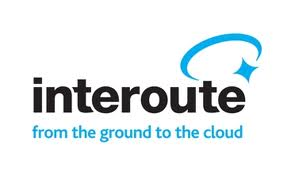 interoute
from the ground to the cloud